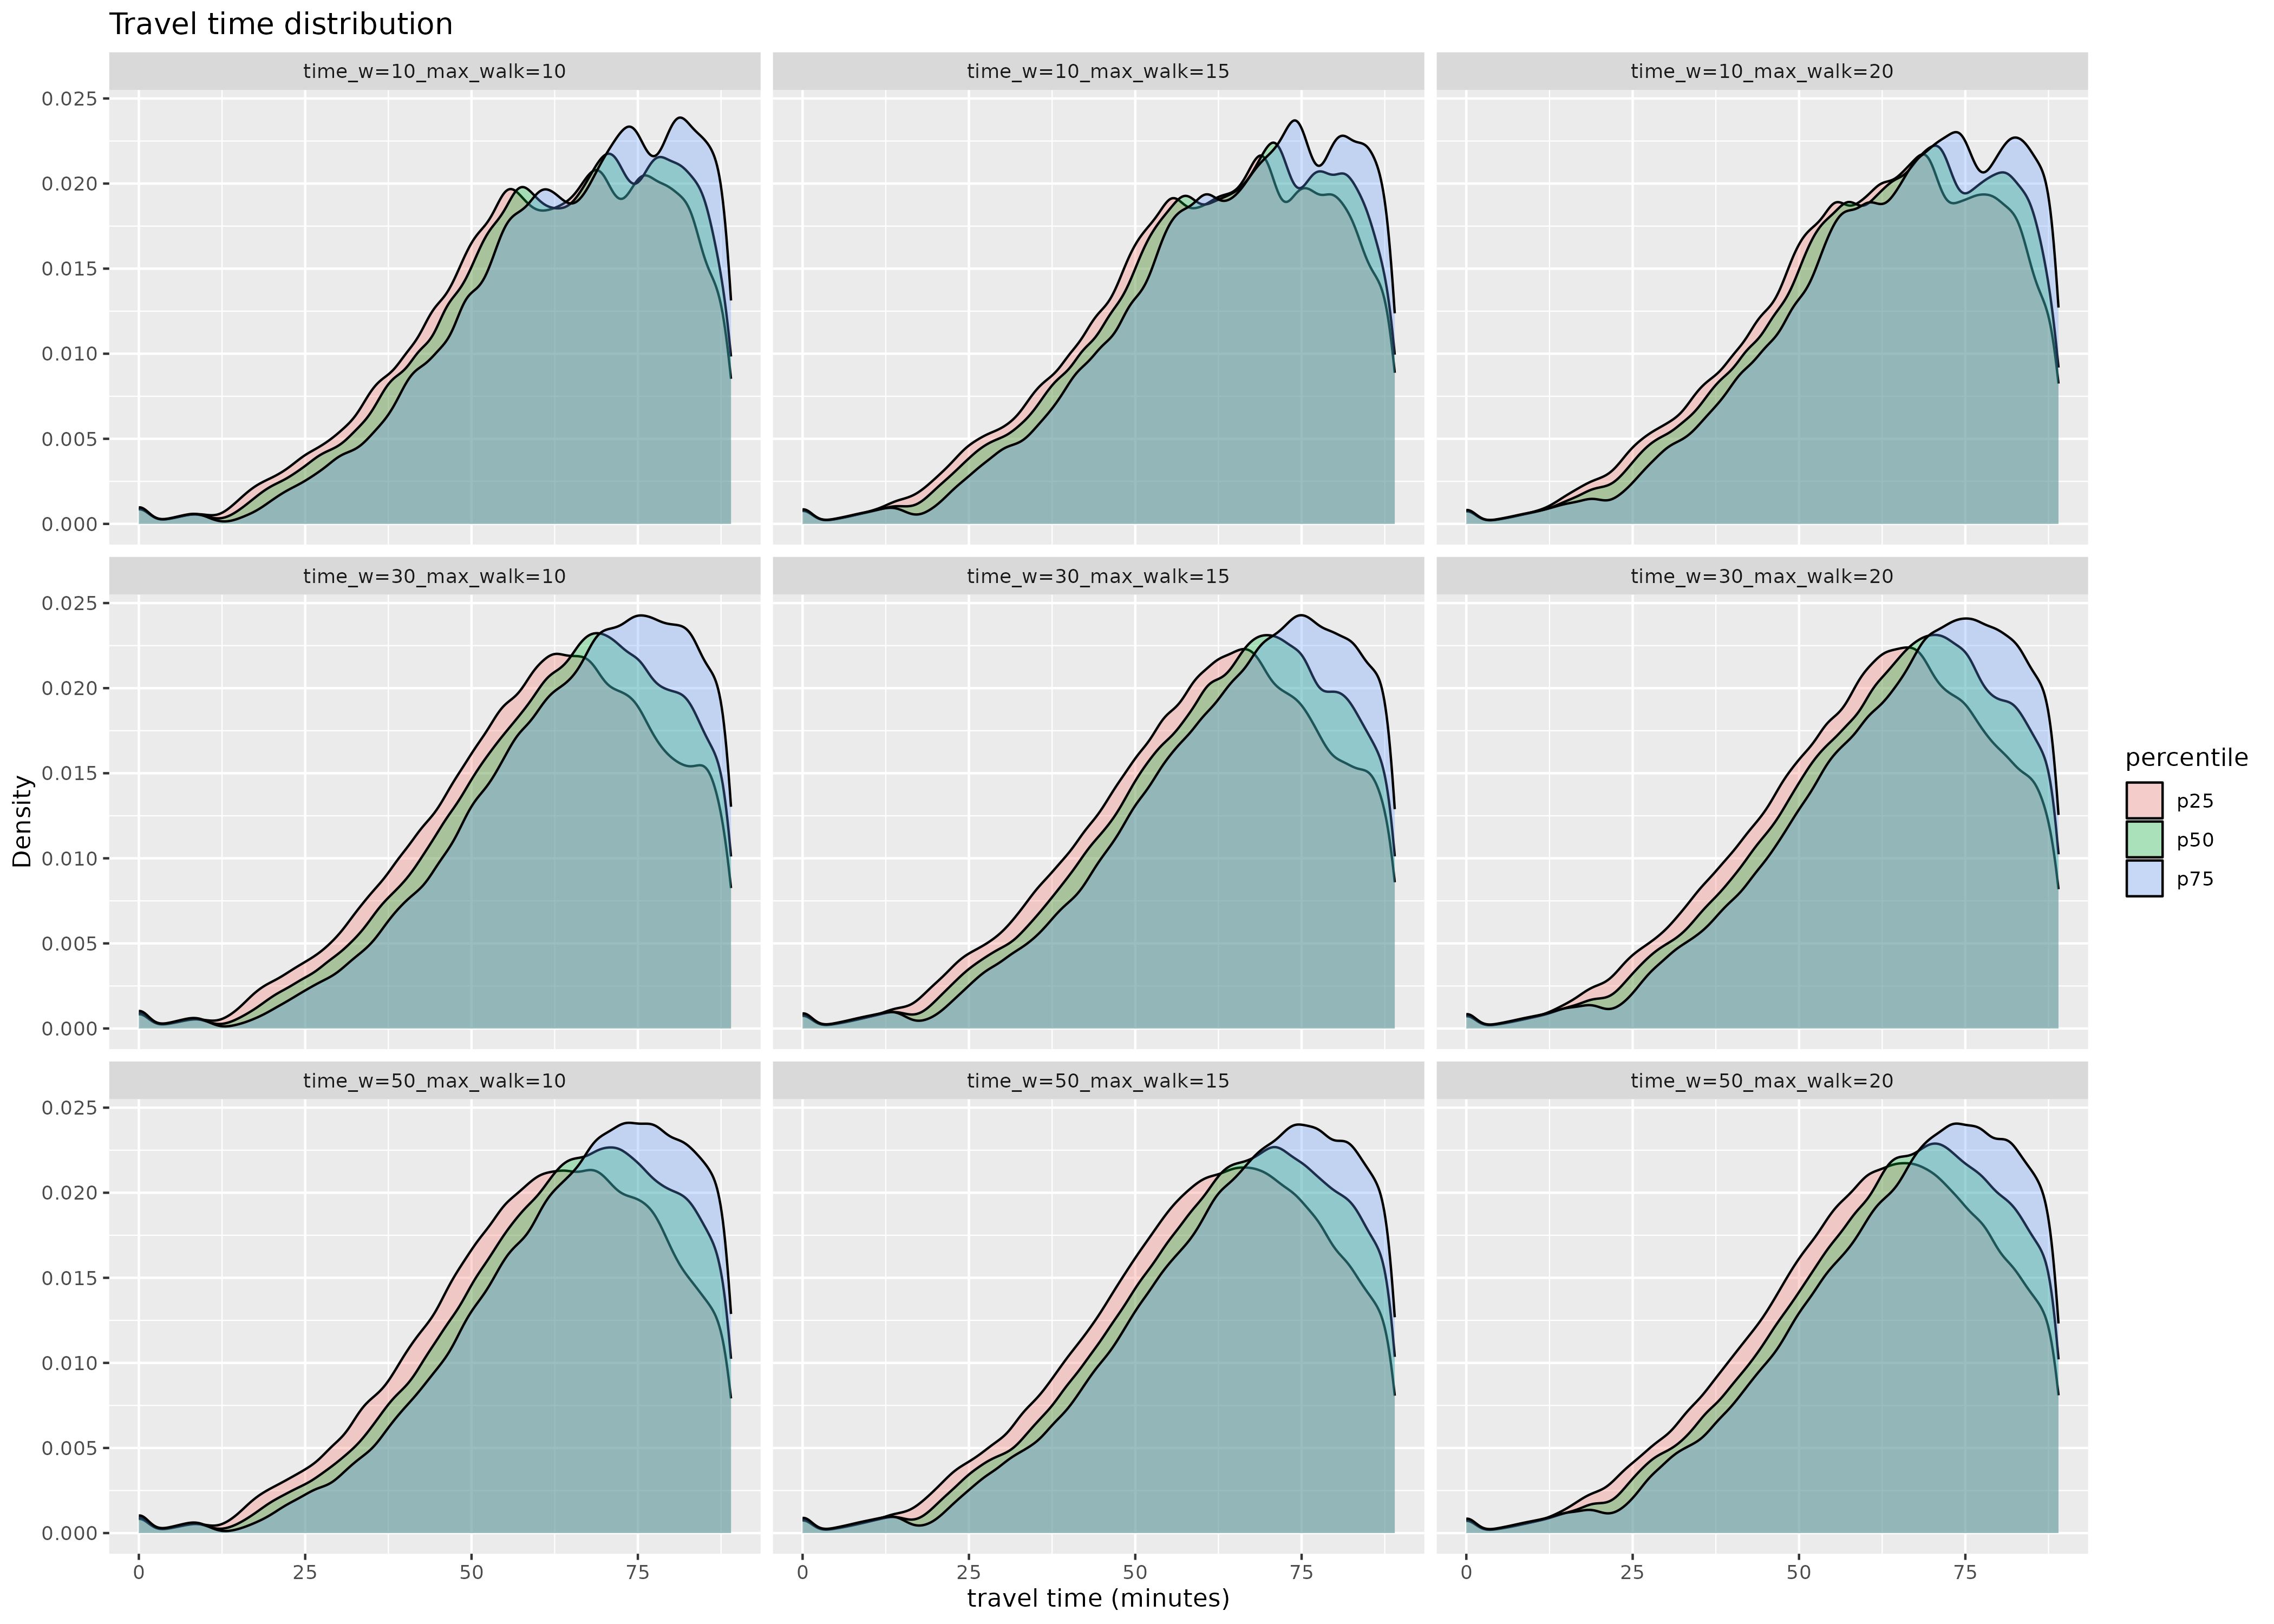 Travel time distribution
time_w=10_max_walk=10
time_w=10_max_walk=15
time_w=10_max_walk=20
0.025
0.020
0.015
0.010
0.005
0.000
time_w=30_max_walk=10
time_w=30_max_walk=15
time_w=30_max_walk=20
0.025
0.020
0.015
0.010
0.005
0.000
Density
time_w=50_max_walk=10
time_w=50_max_walk=15
time_w=50_max_walk=20
0.025
0.020
0.015
0.010
0.005
0.000
0 25 50 75
0 25 50 75
0 25 50 75
travel time (minutes)
percentile
p25
p50
p75